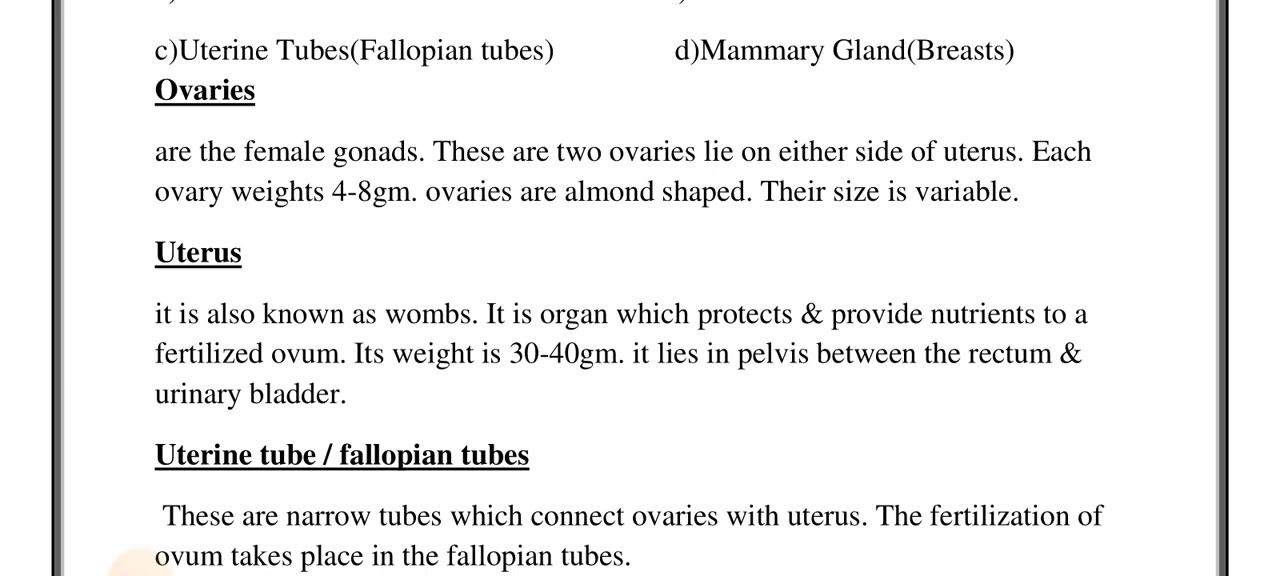 c)Uterine Tubes(Fallopian tubes) d)Mammary Gland(Breasts)
Ovaries
are the female gonads. These are two ovaries lie on either side of uterus. Each
ovary weights 4-8gm. ovaries are almond shaped. Their size is variable.
Uterus
it is also known as wombs. It is organ which protects & provide nutrients to a
fertilized ovum. Its weight is 30-40gm. it lies in pelvis between the rectum &
urinary bladder.
Uterine tube / fallopian tubes
These are narrow tubes which connect ovaries with uterus. The fertilization of
ovum takes place in the fallopian tubes.